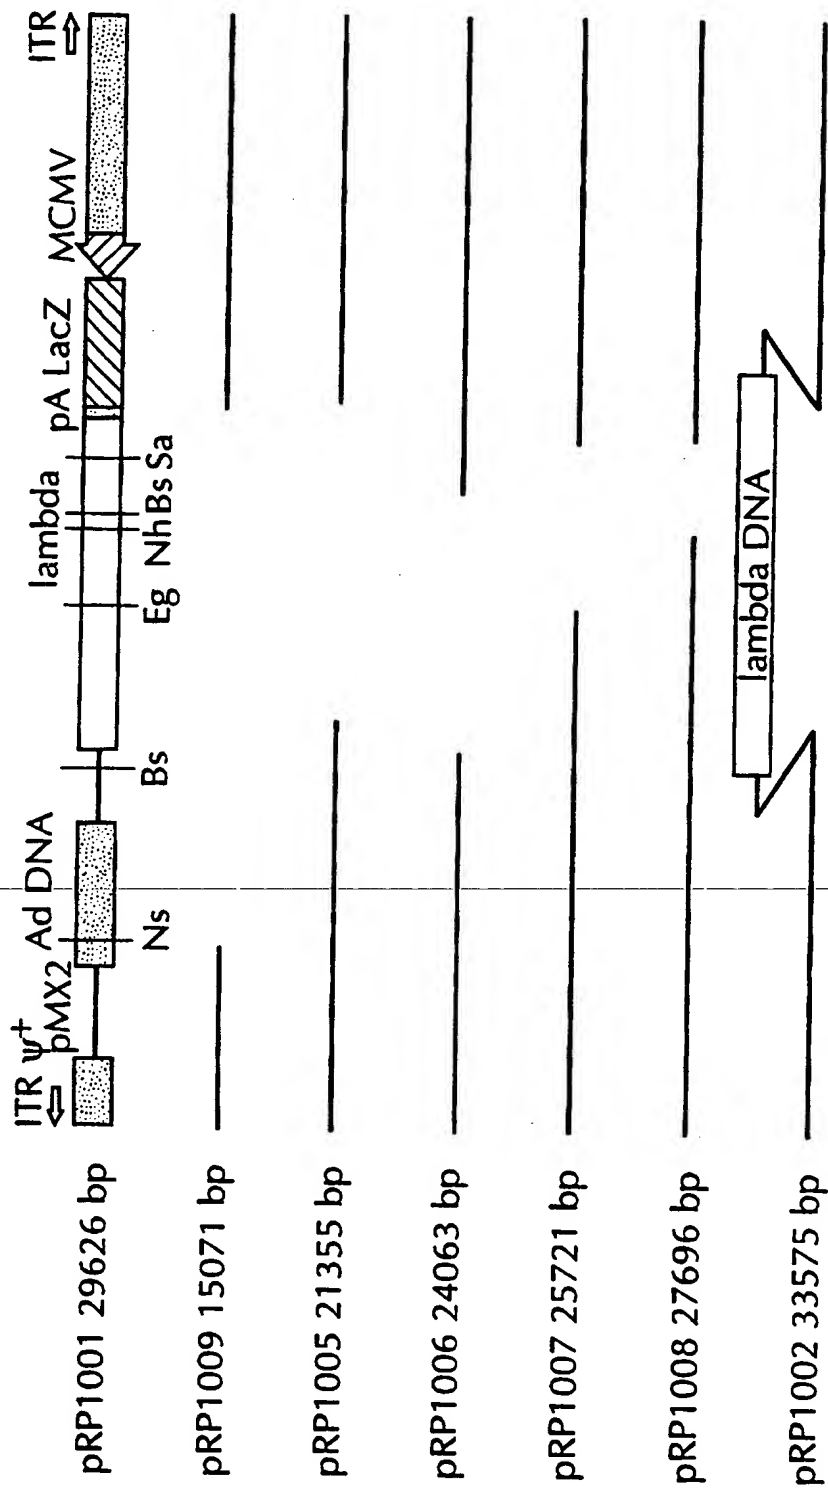 ITR ψ+ Ad DNA lambda pA LacZ MCMV ITR
pMX2
pRP1001 29626 bp
Ns Bs Eg Nh Bs Sa
pRP1009 15071 bp
pRP1005 21355 bp
pRP1006 24063 bp
pRP1007 25721 bp
pRP1008 27696 bp
lambda DNA
pRP1002 33575 bp